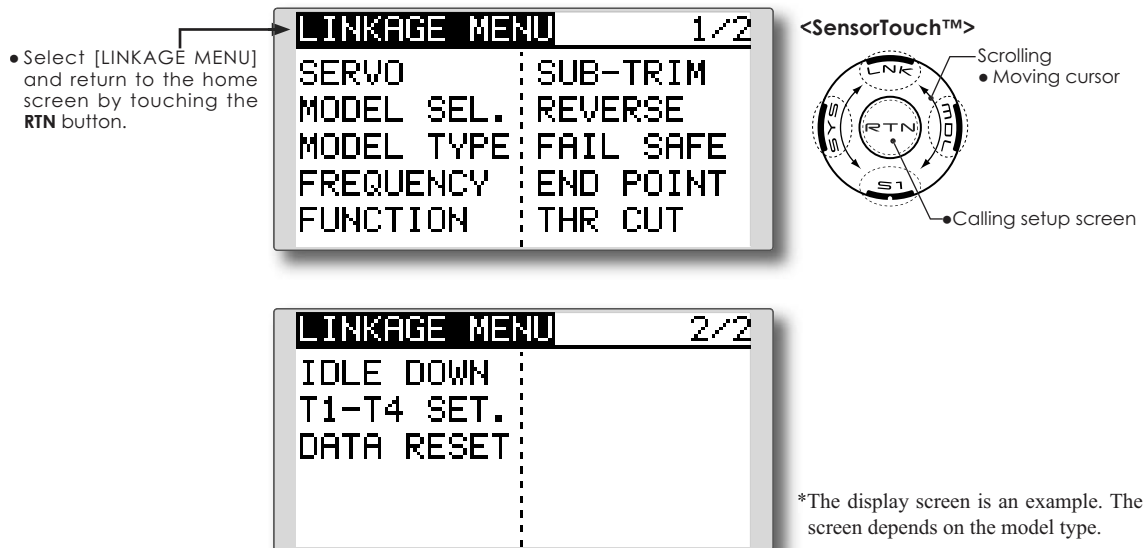 ● Select [LINKAGE MENU]
and return to the home
screen by touching the
RTN button.
LINKAGE MENU 1/2
SERVO SUB-TRIM
MODEL SEL. REVERSE
MODEL TYPE FAIL SAFE
FREQUENCY END POINT
FUNCTION THR CUT
<SensorTouch™>
Scrolling
● Moving cursor
LNK
SYS
RTN
MDL
S1
●Calling setup screen
LINKAGE MENU 2/2
IDLE DOWN
T1-T4 SET.
DATA RESET
*The display screen is an example. The
screen depends on the model type.